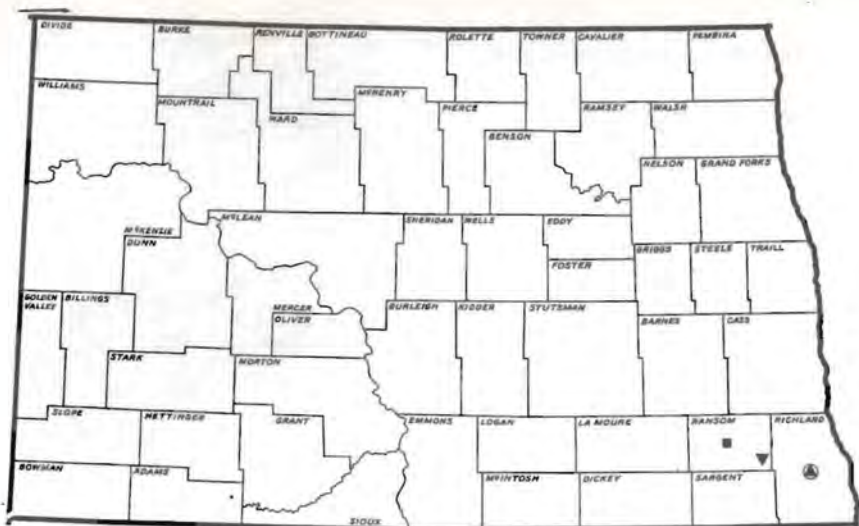 DIVIDE
BURKE
RENVILLE
BOTTINEAU
ROLETTE
TOWNER
CAVALIER
PEMBINA
WILLIAMS
MOUNTRAIL
WARD
McHENRY
PIERCE
BENSON
RAMSEY
WALSH
NELSON
GRAND FORKS
McKENZIE
DUNN
McLEAN
SHERIDAN
WELLS
EDDY
FOSTER
GRIGGS
STEELE
TRAILL
GOLDEN
VALLEY
BILLINGS
MERCER
OLIVER
BURLEIGH
KIDDER
STUTSMAN
BARNES
CASS
STARK
MORTON
SLOPE
HETTINGER
GRANT
EMMONS
LOGAN
LA MOURE
RANSOM
RICHLAND
BOWMAN
ADAMS
SIOUX
McINTOSH
DICKEY
SARGENT